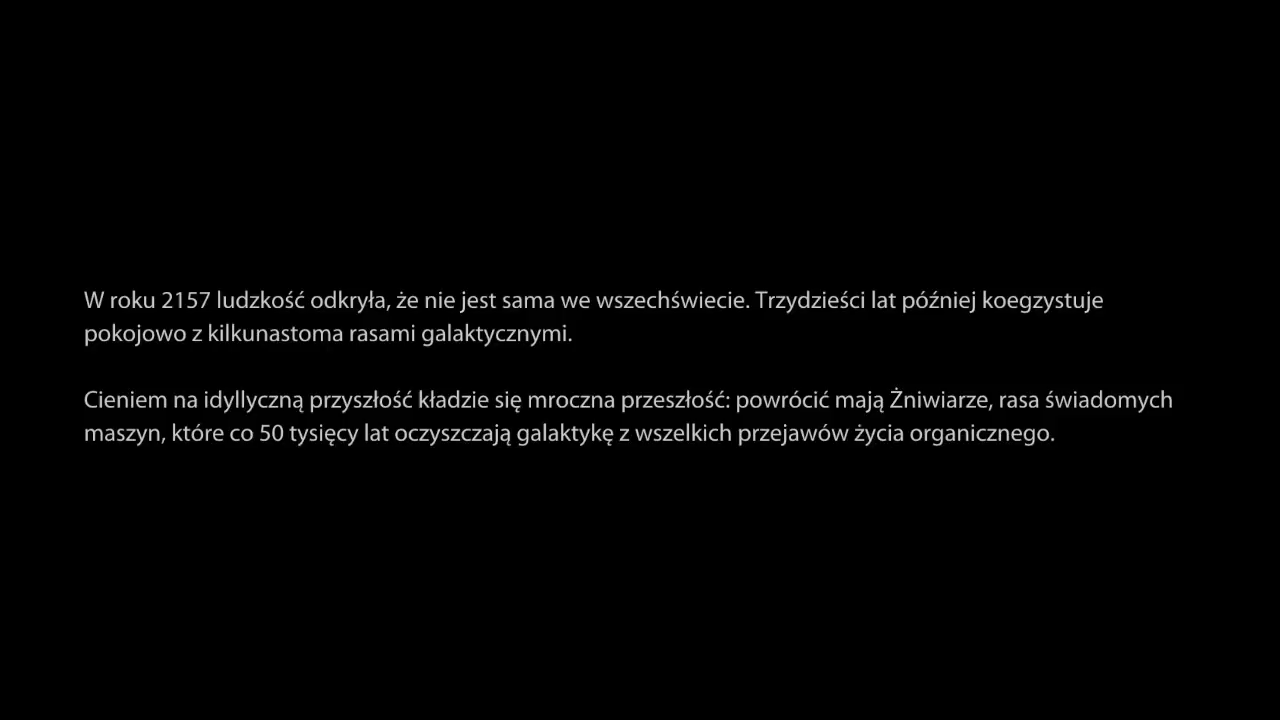 W roku 2157 ludzkość odkryła, że nie jest sama we wszechświecie. Trzydzieści lat później koegzystuje
pokojowo z kilkunastoma rasami galaktycznymi.
Cieniem na idyllyczną przyszłość kładzie się mroczna przeszłość: powrócić mają Żniwiarze, rasa świadomych
maszyn, które co 50 tysięcy lat oczyszczają galaktykę z wszelkich przejawów życia organicznego.